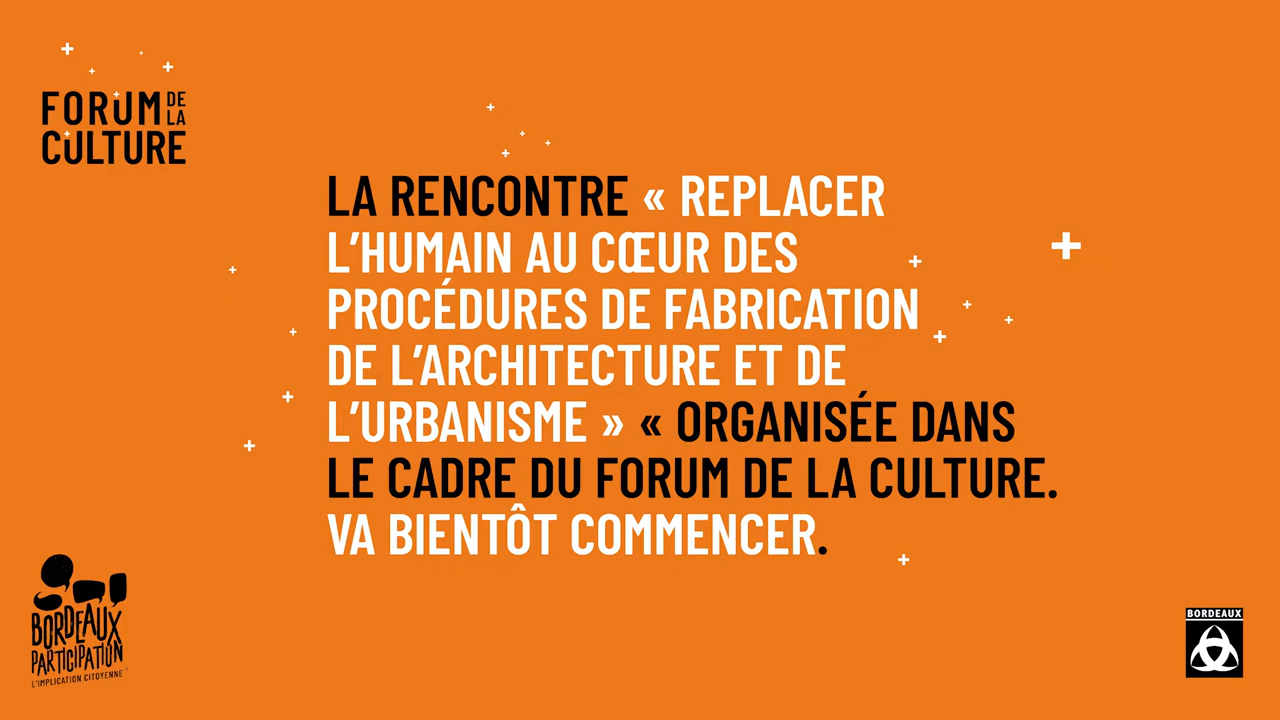 FORUM DE LA
CULTURE
LA RENCONTRE « REPLACER
L’HUMAIN AU CŒUR DES
PROCÉDURES DE FABRICATION
DE L’ARCHITECTURE ET DE
L’URBANISME » « ORGANISÉE DANS
LE CADRE DU FORUM DE LA CULTURE.
VA BIENTÔT COMMENCER.
BORDEAUX
PARTICIPATION
L'IMPLICATION CITOYENNE
BORDEAUX